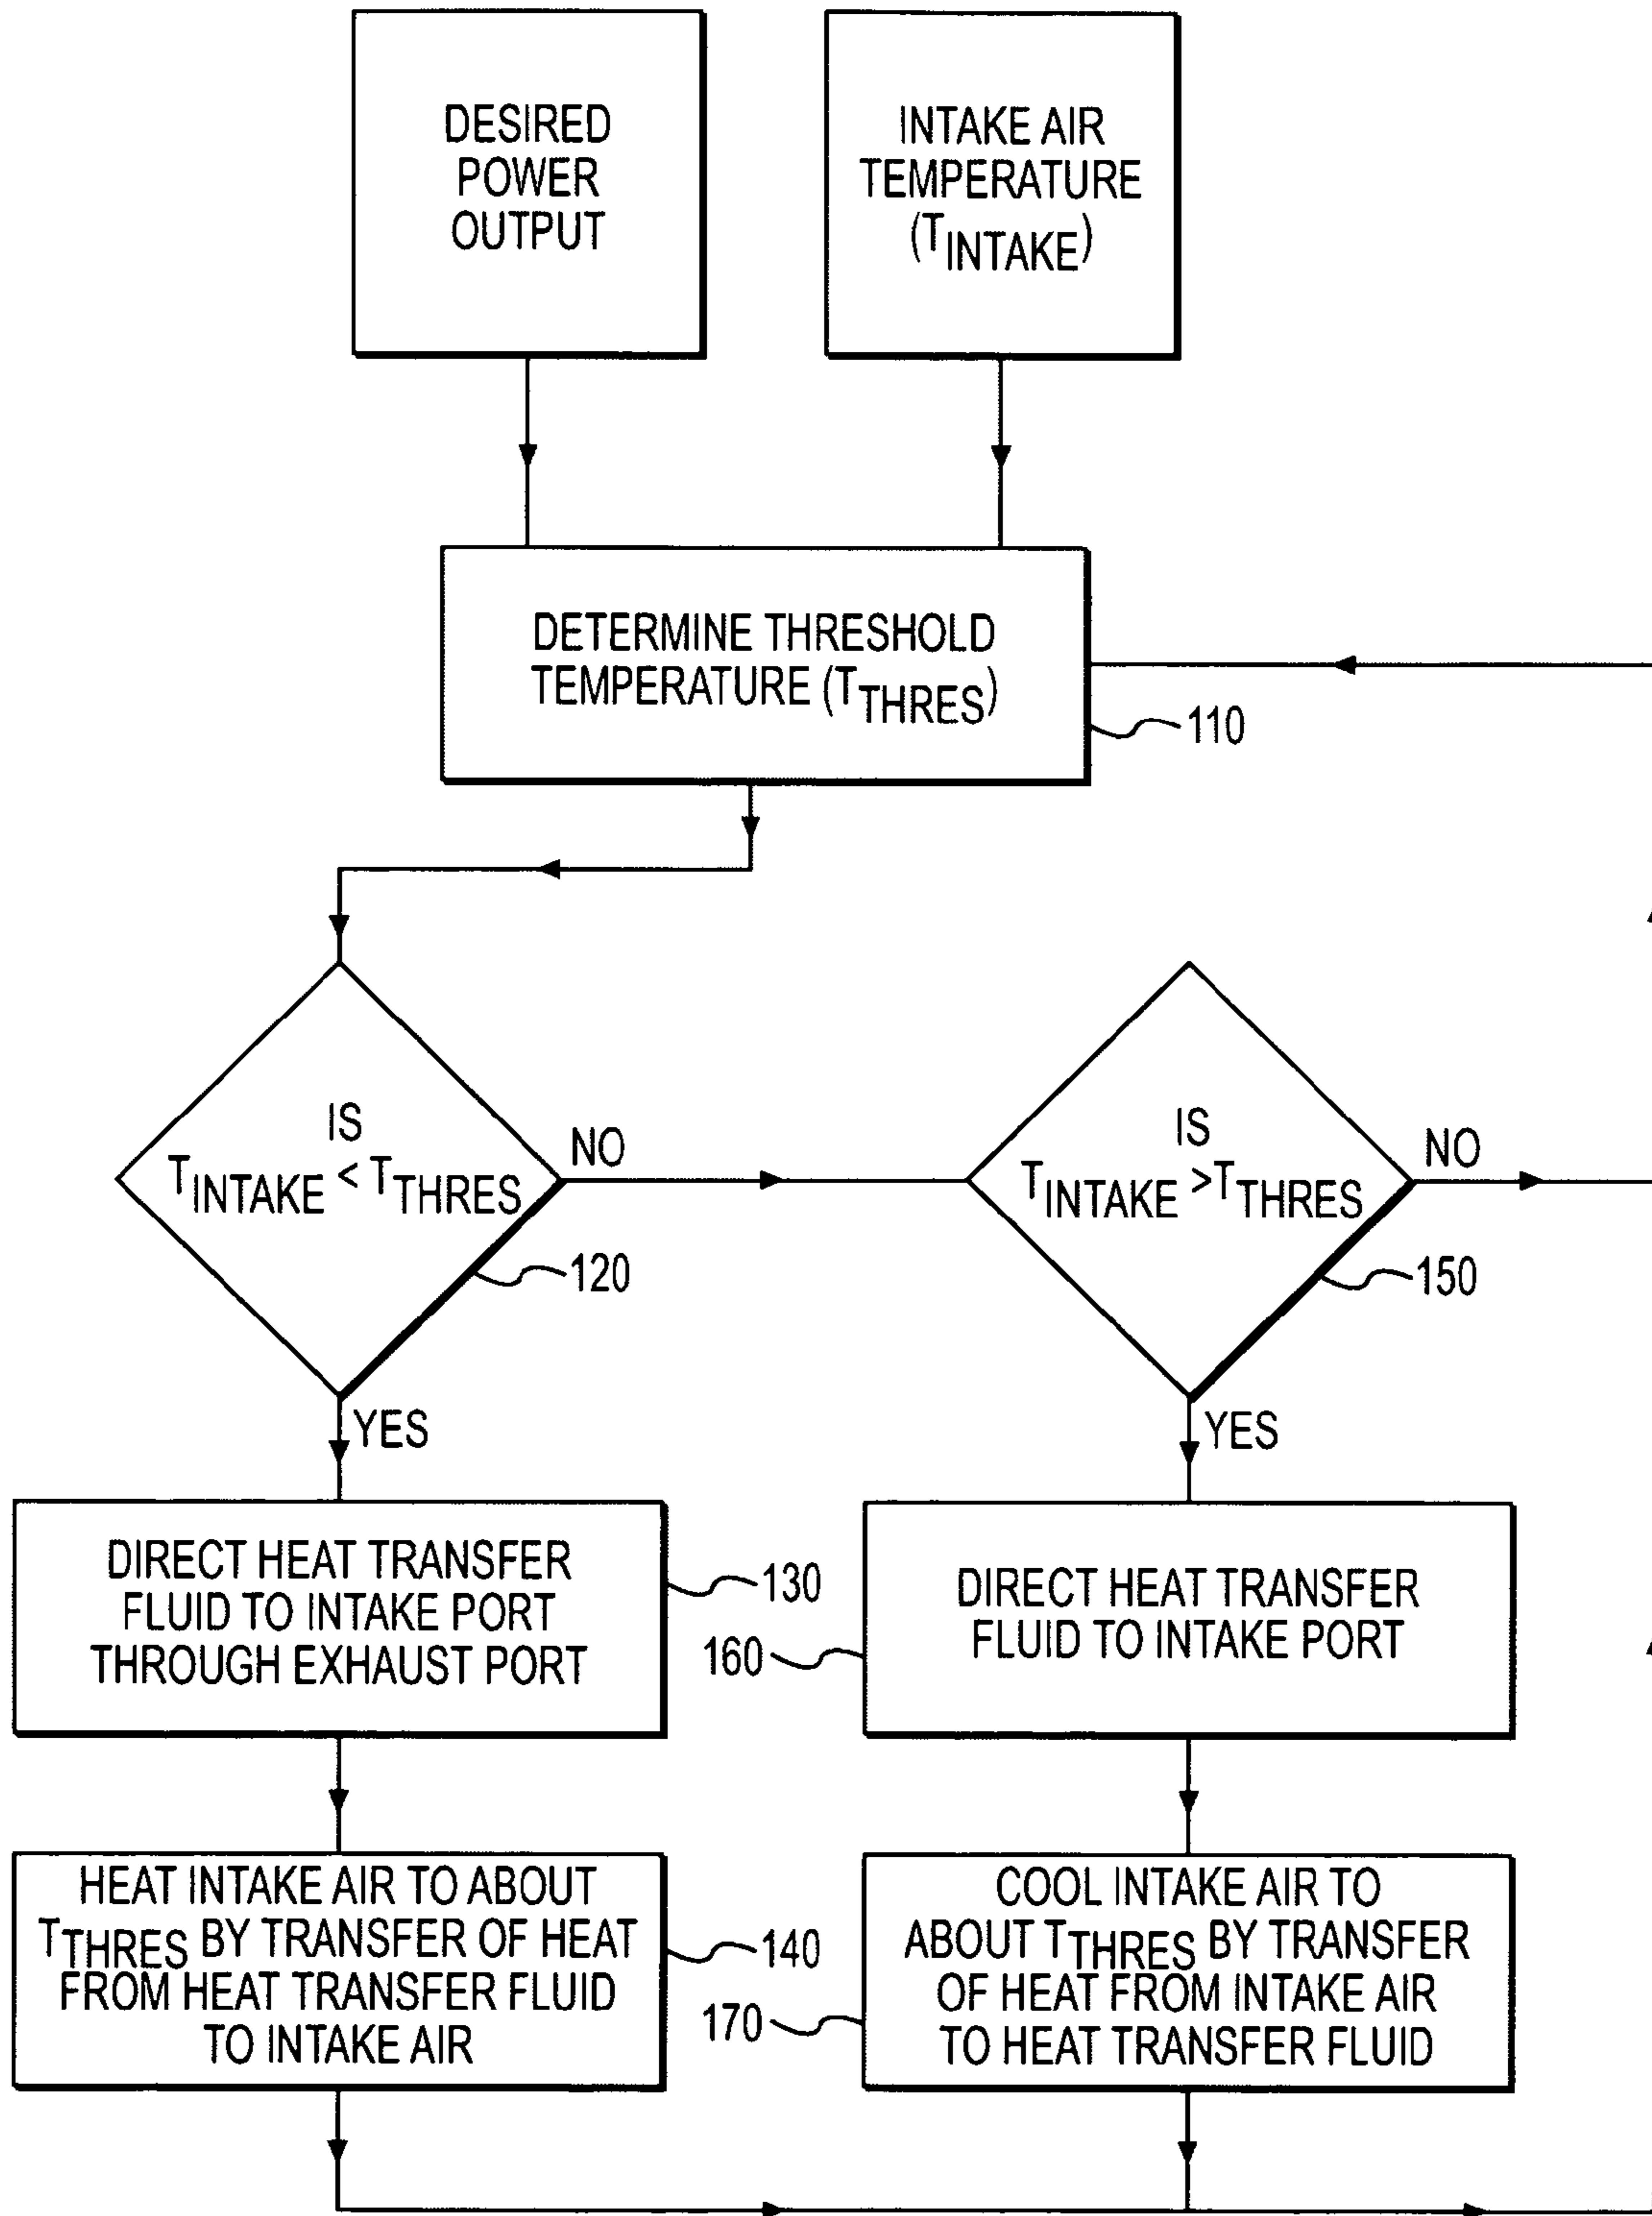 DESIRED
POWER
OUTPUT
INTAKE AIR
TEMPERATURE
(TINTAKE)
DETERMINE THRESHOLD
TEMPERATURE (TTHRES)
110
IS
TINTAKE < TTHRES
NO
120
YES
IS
TINTAKE >TTHRES
NO
150
YES
DIRECT HEAT TRANSFER
FLUID TO INTAKE PORT
THROUGH EXHAUST PORT
130
DIRECT HEAT TRANSFER
FLUID TO INTAKE PORT
160
HEAT INTAKE AIR TO ABOUT
TTHRES BY TRANSFER OF HEAT
FROM HEAT TRANSFER FLUID
TO INTAKE AIR
140
COOL INTAKE AIR TO
ABOUT TTHRES BY TRANSFER
OF HEAT FROM INTAKE AIR
TO HEAT TRANSFER FLUID
170